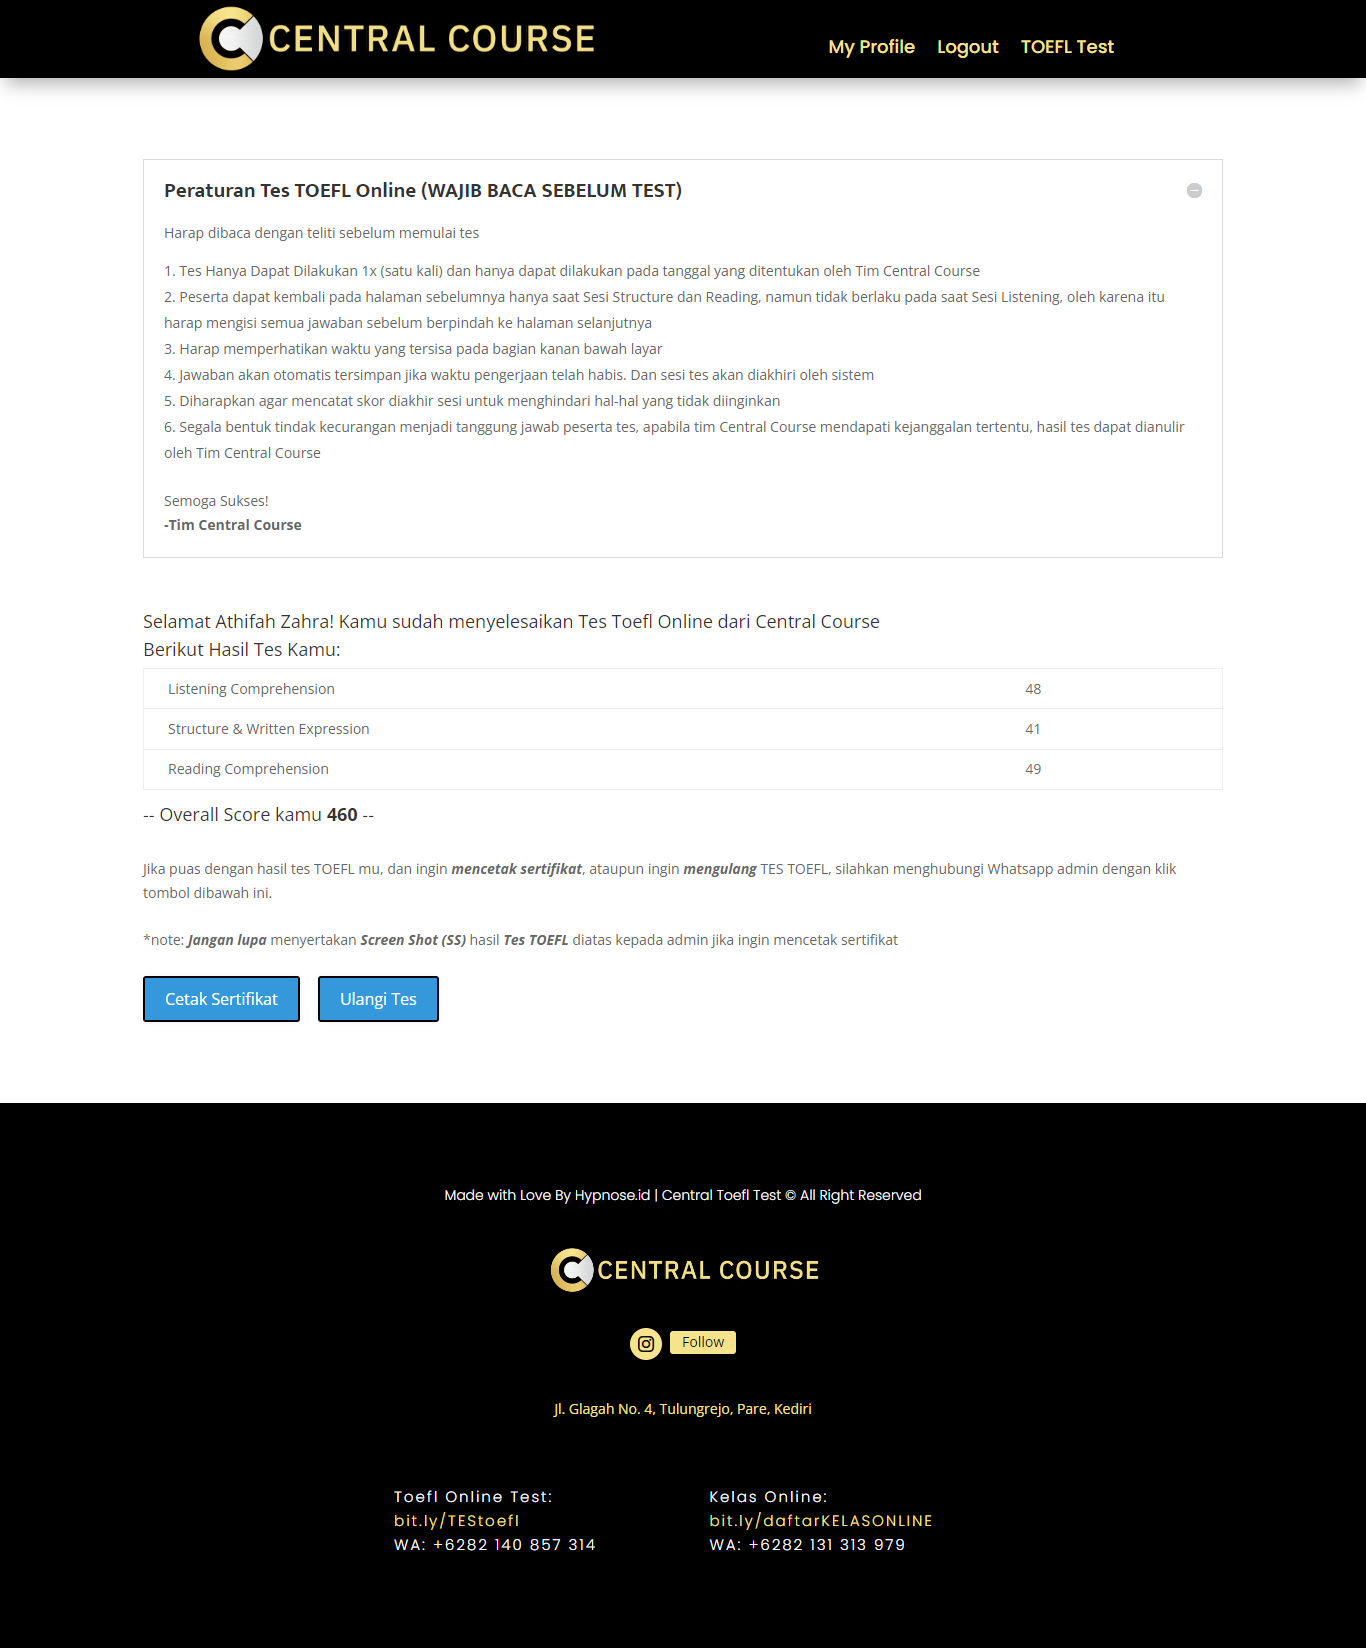 CENTRAL COURSE
My Profile Logout TOEFL Test
Peraturan Tes TOEFL Online (WAJIB BACA SEBELUM TEST)
Harap dibaca dengan teliti sebelum memulai tes
1. Tes Hanya Dapat Dilakukan 1x (satu kali) dan hanya dapat dilakukan pada tanggal yang ditentukan oleh Tim Central Course
2. Peserta dapat kembali pada halaman sebelumnya hanya saat Sesi Structure dan Reading, namun tidak berlaku pada saat Sesi Listening, oleh karena itu
harap mengisi semua jawaban sebelum berpindah ke halaman selanjutnya
3. Harap memperhatikan waktu yang tersisa pada bagian kanan bawah layar
4. Jawaban akan otomatis tersimpan jika waktu pengerjaan telah habis. Dan sesi tes akan diakhiri oleh sistem
5. Diharapkan agar mencatat skor diakhir sesi untuk menghindari hal-hal yang tidak diinginkan
6. Segala bentuk tindak kecurangan menjadi tanggung jawab peserta tes, apabila tim Central Course mendapati kejanggalan tertentu, hasil tes dapat dianulir
oleh Tim Central Course
Semoga Sukses!
-Tim Central Course
Selamat Athifah Zahra! Kamu sudah menyelesaikan Tes Toefl Online dari Central Course
Berikut Hasil Tes Kamu:
Listening Comprehension 48
Structure & Written Expression 41
Reading Comprehension 49
-- Overall Score kamu 460 --
Jika puas dengan hasil tes TOEFL mu, dan ingin mencetak sertifikat, ataupun ingin mengulang TES TOEFL, silahkan menghubungi Whatsapp admin dengan klik
tombol dibawah ini.
*note: Jangan lupa menyertakan Screen Shot (SS) hasil Tes TOEFL diatas kepada admin jika ingin mencetak sertifikat
Cetak Sertifikat Ulangi Tes
Made with Love By Hypnose.id | Central Toefl Test © All Right Reserved
CENTRAL COURSE
Follow
Jl. Glagah No. 4, Tulungrejo, Pare, Kediri
Toefl Online Test:
bit.ly/TEStoefl
WA: +6282 140 857 314
Kelas Online:
bit.ly/daftarKELASONLINE
WA: +6282 131 313 979